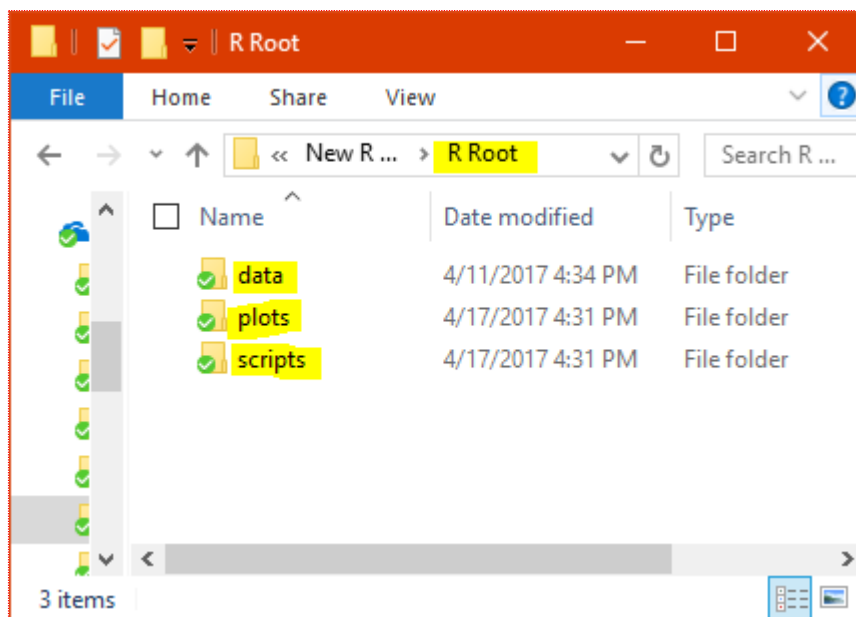 R Root
File Home Share View
« New R ... > R Root Search R ...
Name Date modified Type
data 4/11/2017 4:34 PM File folder
plots 4/17/2017 4:31 PM File folder
scripts 4/17/2017 4:31 PM File folder
3 items